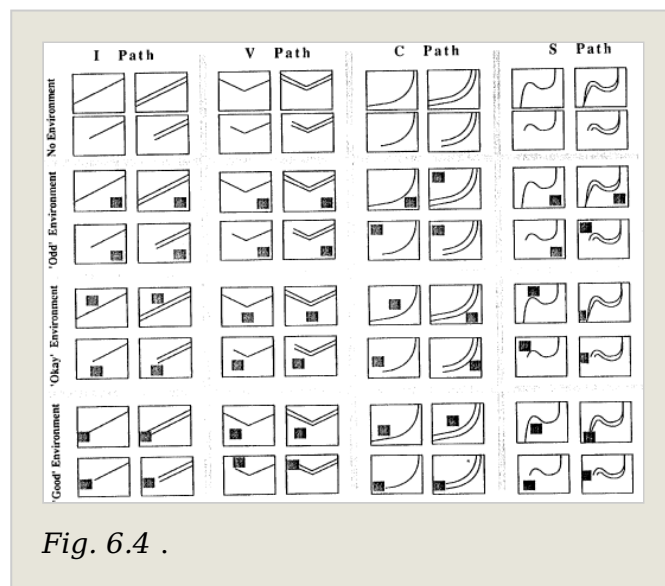 I Path V Path C Path S Path
No Environment
'Odd' Environment
'Okay' Environment
'Good' Environment
Fig. 6.4 .